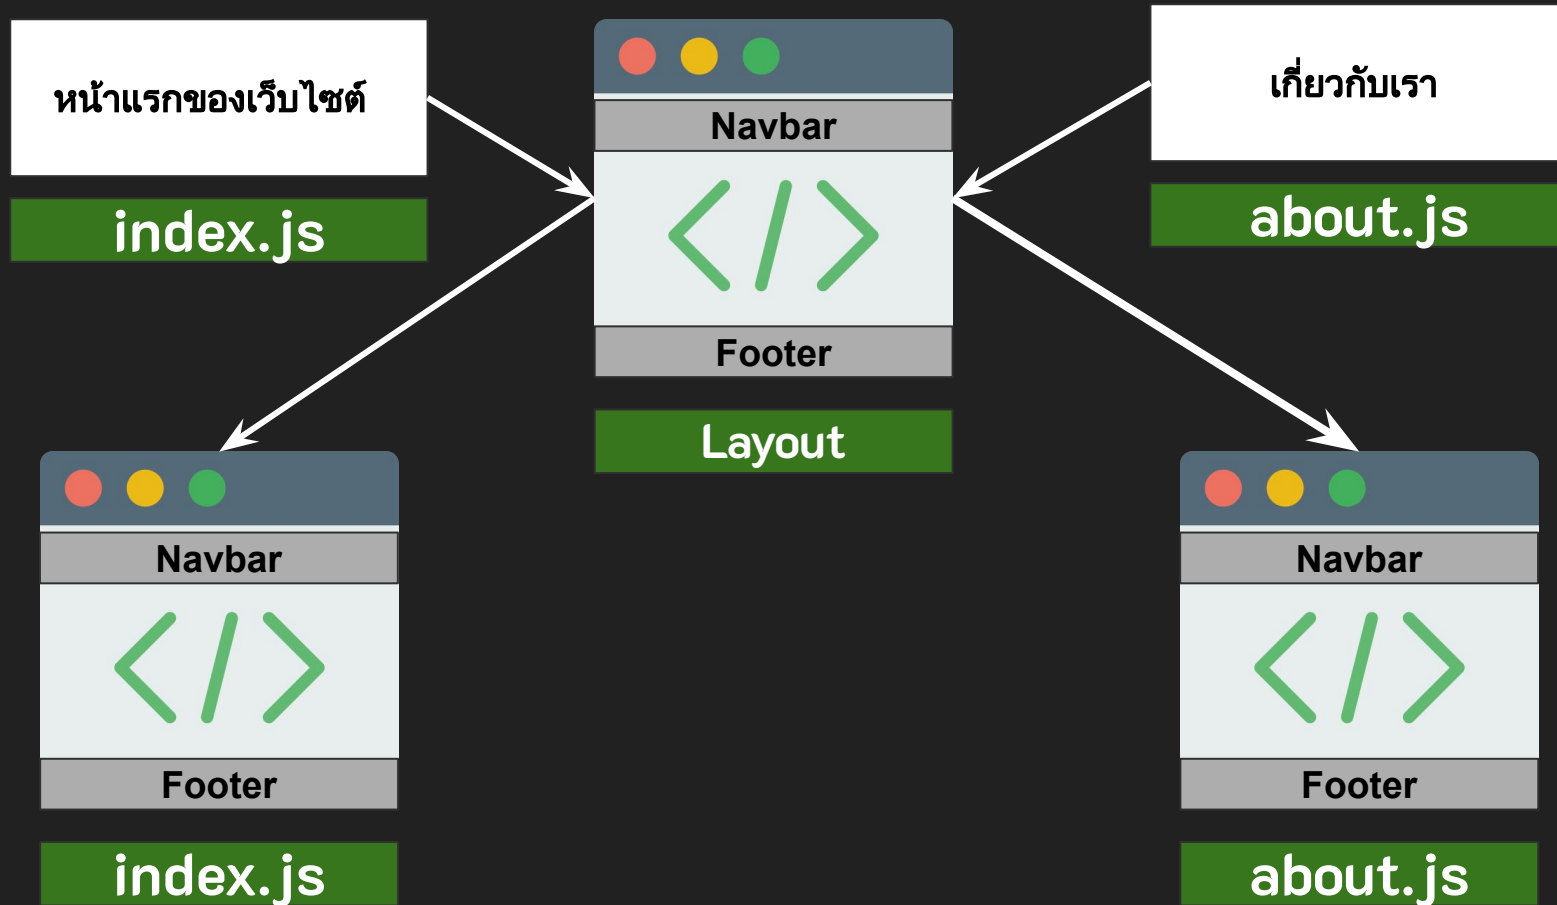 หน้าแรกของเว็บไซต์
index.js
Navbar
</>
Footer
Layout
เกี่ยวกับเรา
about.js
Navbar
</>
Footer
index.js
Navbar
</>
Footer
about.js